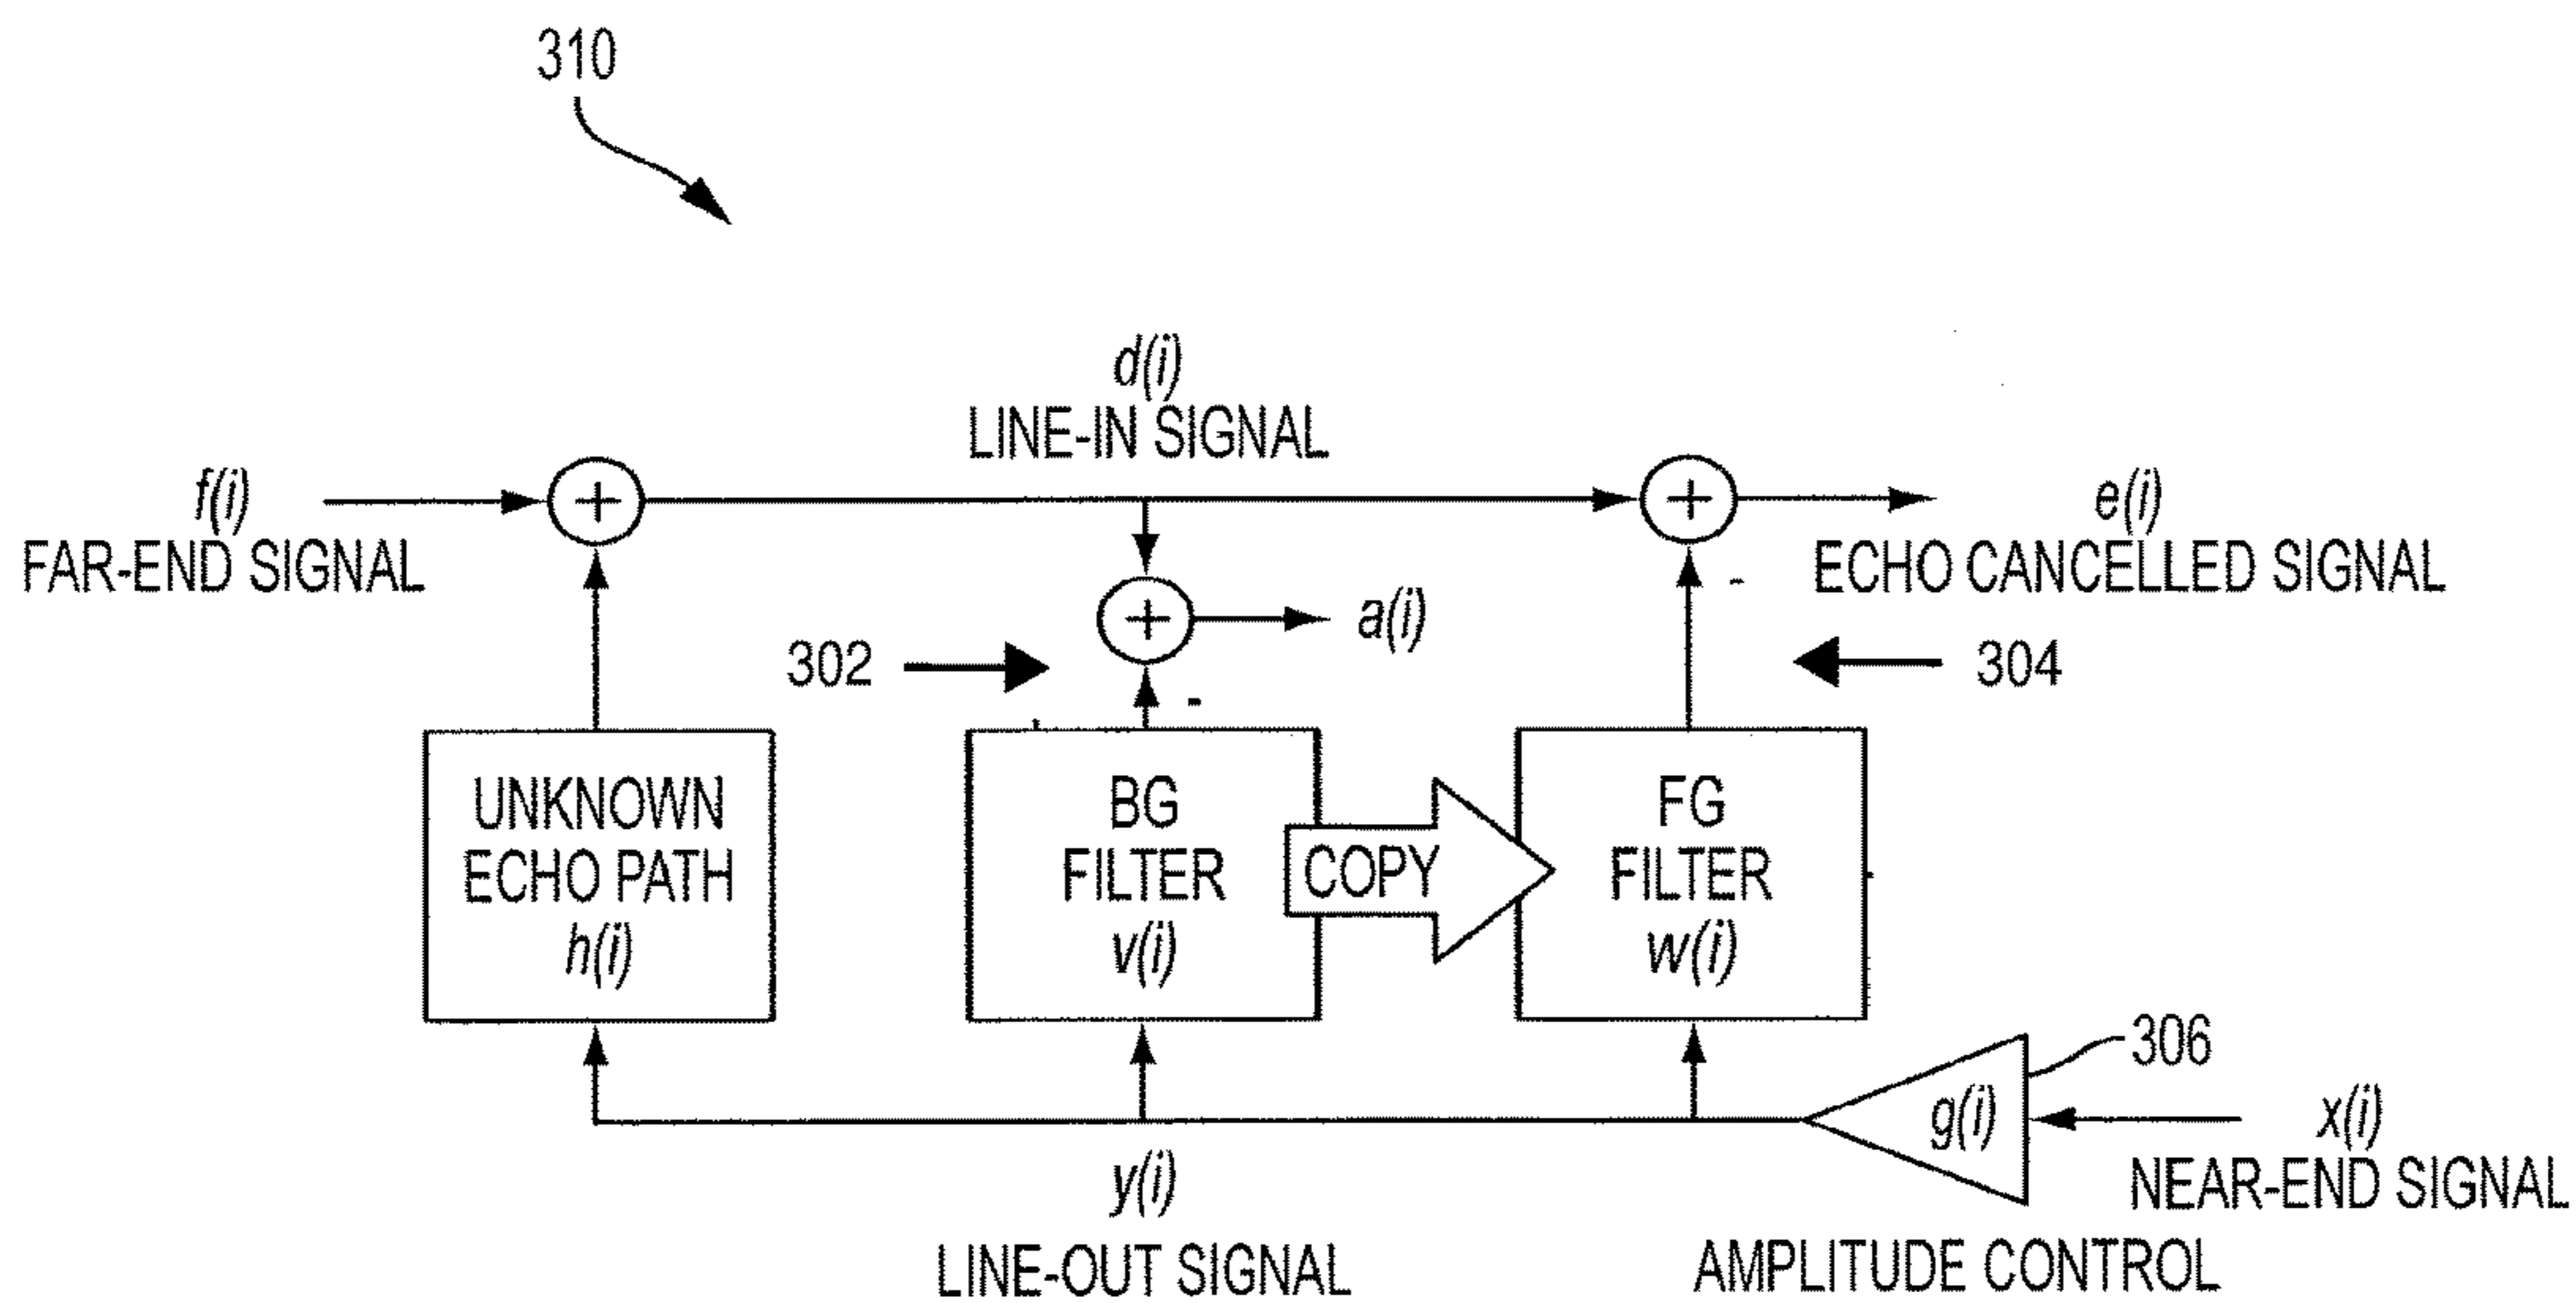 310
d(i)
LINE-IN SIGNAL
f(i)
FAR-END SIGNAL
+
+
e(i)
ECHO CANCELLED SIGNAL
+
a(i)
-
302
304
-
UNKNOWN
ECHO PATH
h(i)
BG
FILTER
v(i)
COPY
FG
FILTER
w(i)
306
g(i)
x(i)
NEAR-END SIGNAL
y(i)
LINE-OUT SIGNAL
AMPLITUDE CONTROL